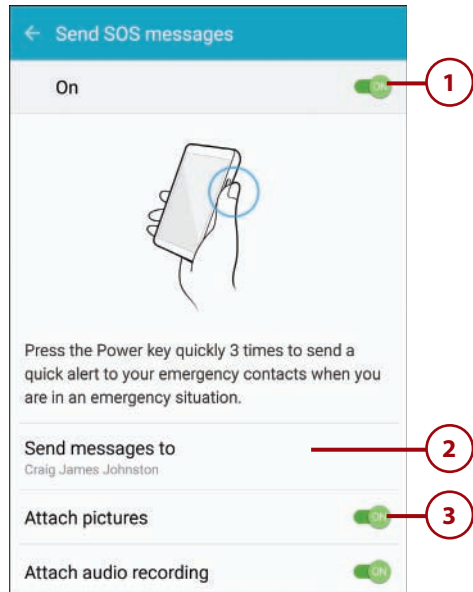 Send SOS messages
On ON 1
Press the Power key quickly 3 times to send a
quick alert to your emergency contacts when you
are in an emergency situation.
Send messages to 2
Craig James Johnston
Attach pictures ON 3
Attach audio recording ON